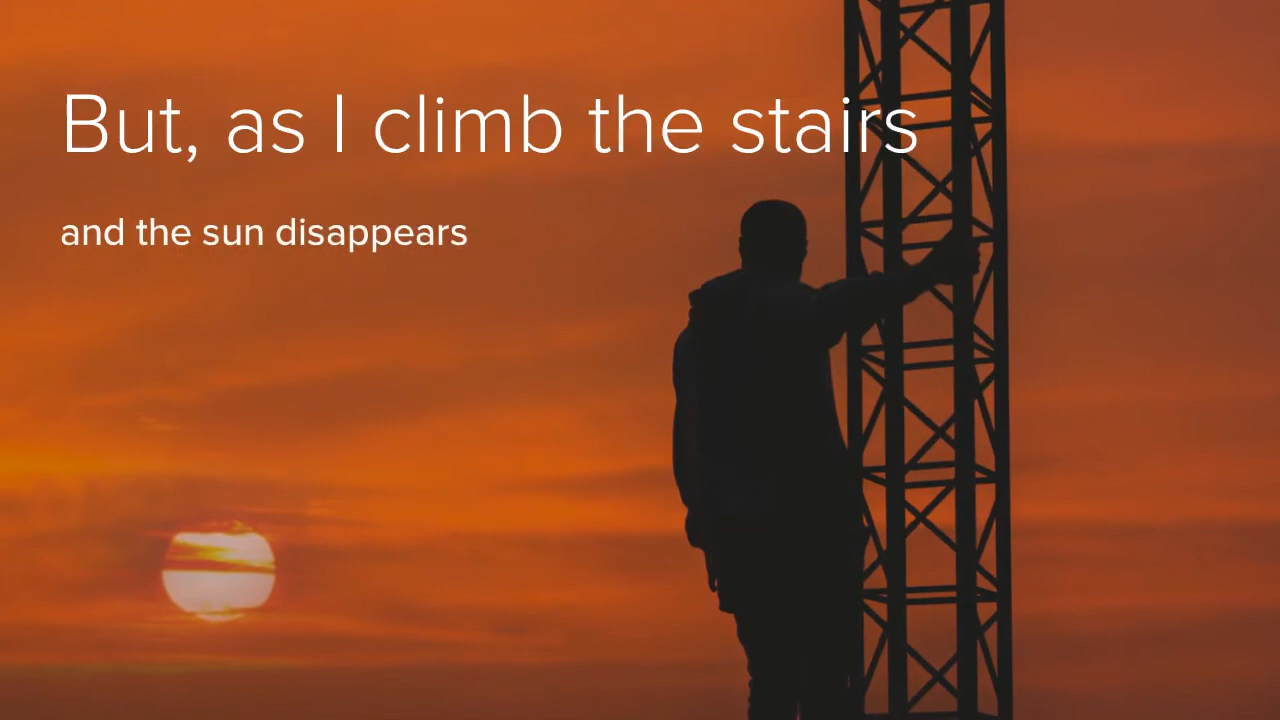 But, as I climb the stairs
and the sun disappears